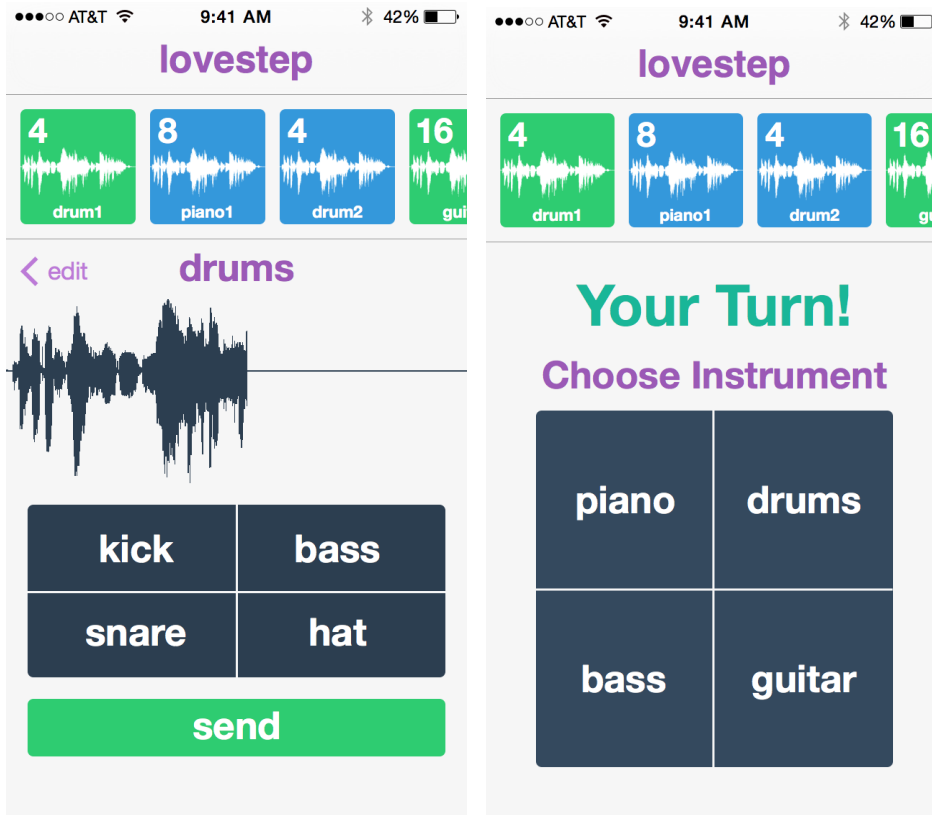 AT&T 9:41 AM 42%
lovestep
4 8 4 16
drum1 piano1 drum2 gui
edit drums
kick bass
snare hat
send
AT&T 9:41 AM 42%
lovestep
4 8 4 16
drum1 piano1 drum2 gu
Your Turn!
Choose Instrument
piano drums
bass guitar